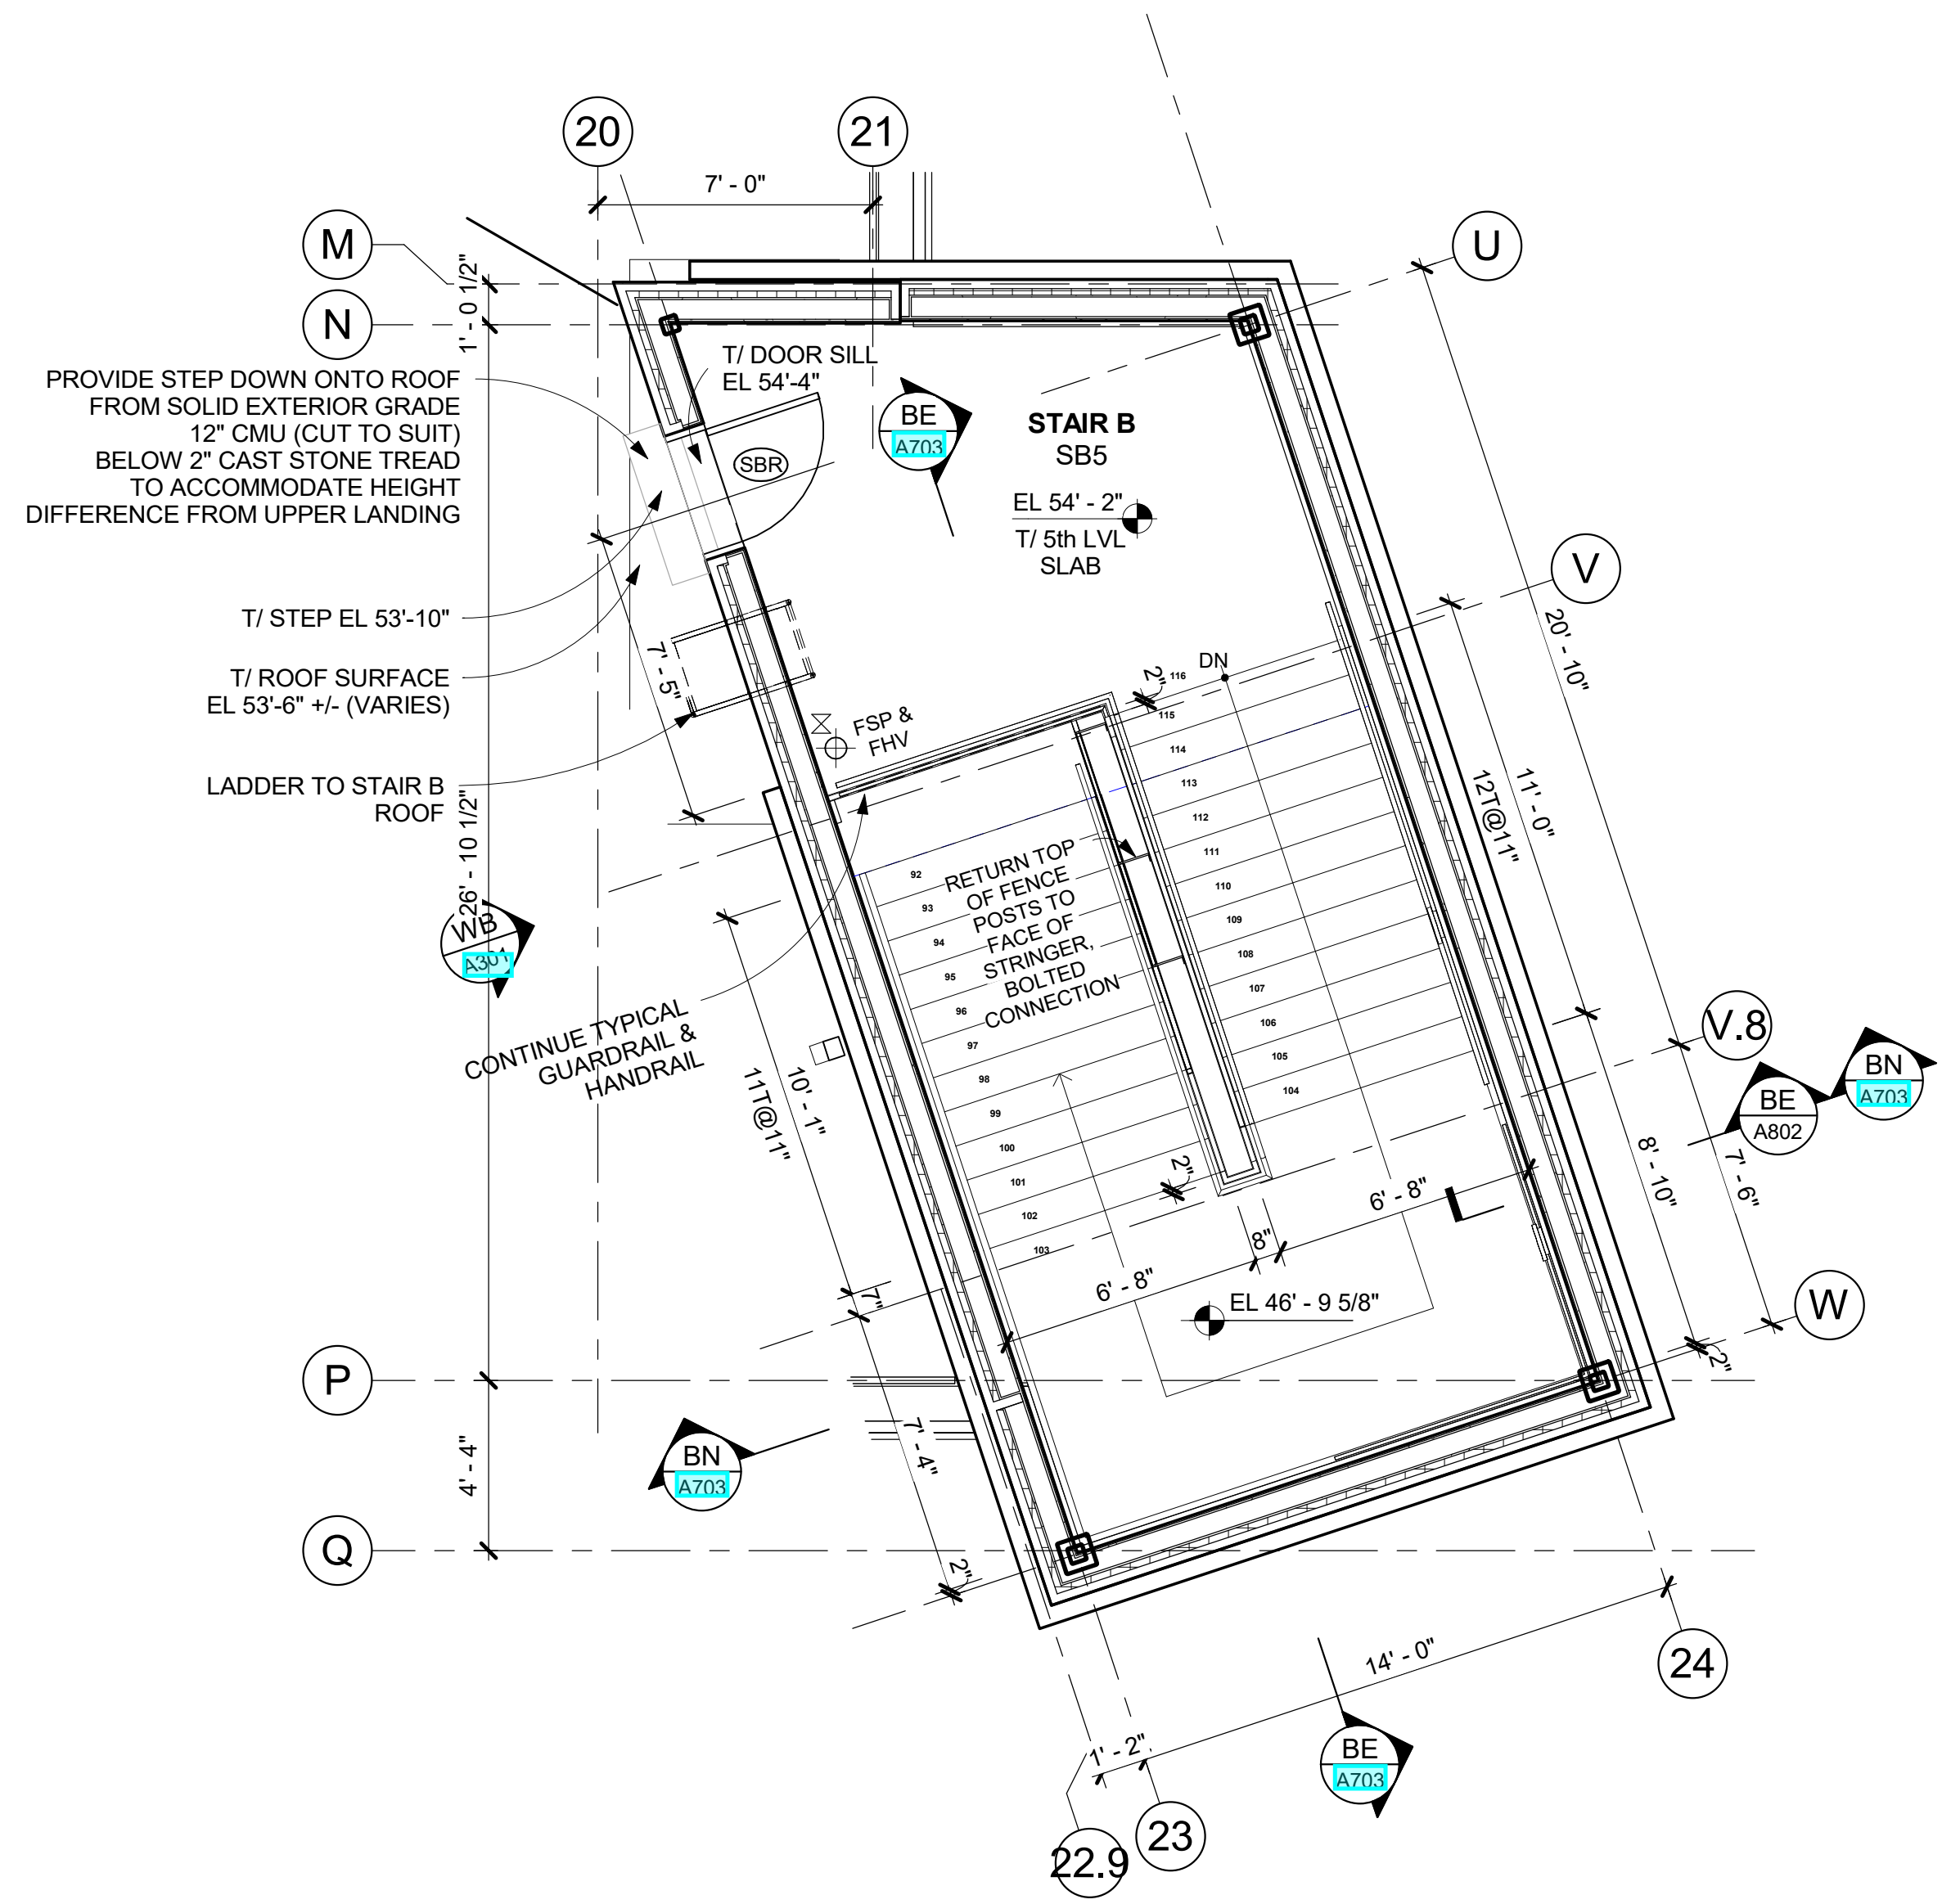 20
21
7' - 0"
M
N
U
1' - 0 1/2"
PROVIDE STEP DOWN ONTO ROOF
FROM SOLID EXTERIOR GRADE
12" CMU (CUT TO SUIT)
BELOW 2" CAST STONE TREAD
TO ACCOMMODATE HEIGHT
DIFFERENCE FROM UPPER LANDING
T/ DOOR SILL
EL 54'-4"
SBR
BE
A703
STAIR B
SB5
EL 54' - 2"
T/ 5th LVL
SLAB
V
20' - 10"
T/ STEP EL 53'-10"
T/ ROOF SURFACE
EL 53'-6" +/- (VARIES)
7' - 5"
LADDER TO STAIR B
ROOF
FSP &
FHV
DN
2"
116
115
114
113
112
111
110
109
108
107
106
105
104
11' - 0"
12T@11"
26' - 10 1/2"
WB
A301
92
93
94
95
96
97
98
99
100
101
102
103
RETURN TOP
OF FENCE
POSTS TO
FACE OF
STRINGER,
BOLTED
CONNECTION
CONTINUE TYPICAL
GUARDRAIL &
HANDRAIL
10' - 1"
11T@11"
V.8
BN
A703
BE
A802
8' - 10"
7' - 6"
2"
6' - 8"
8"
6' - 8"
EL 46' - 9 5/8"
7"
W
2"
P
4' - 4"
BN
A703
7' - 4"
Q
2"
14' - 0"
24
1' - 2"
BE
A703
23
22.9